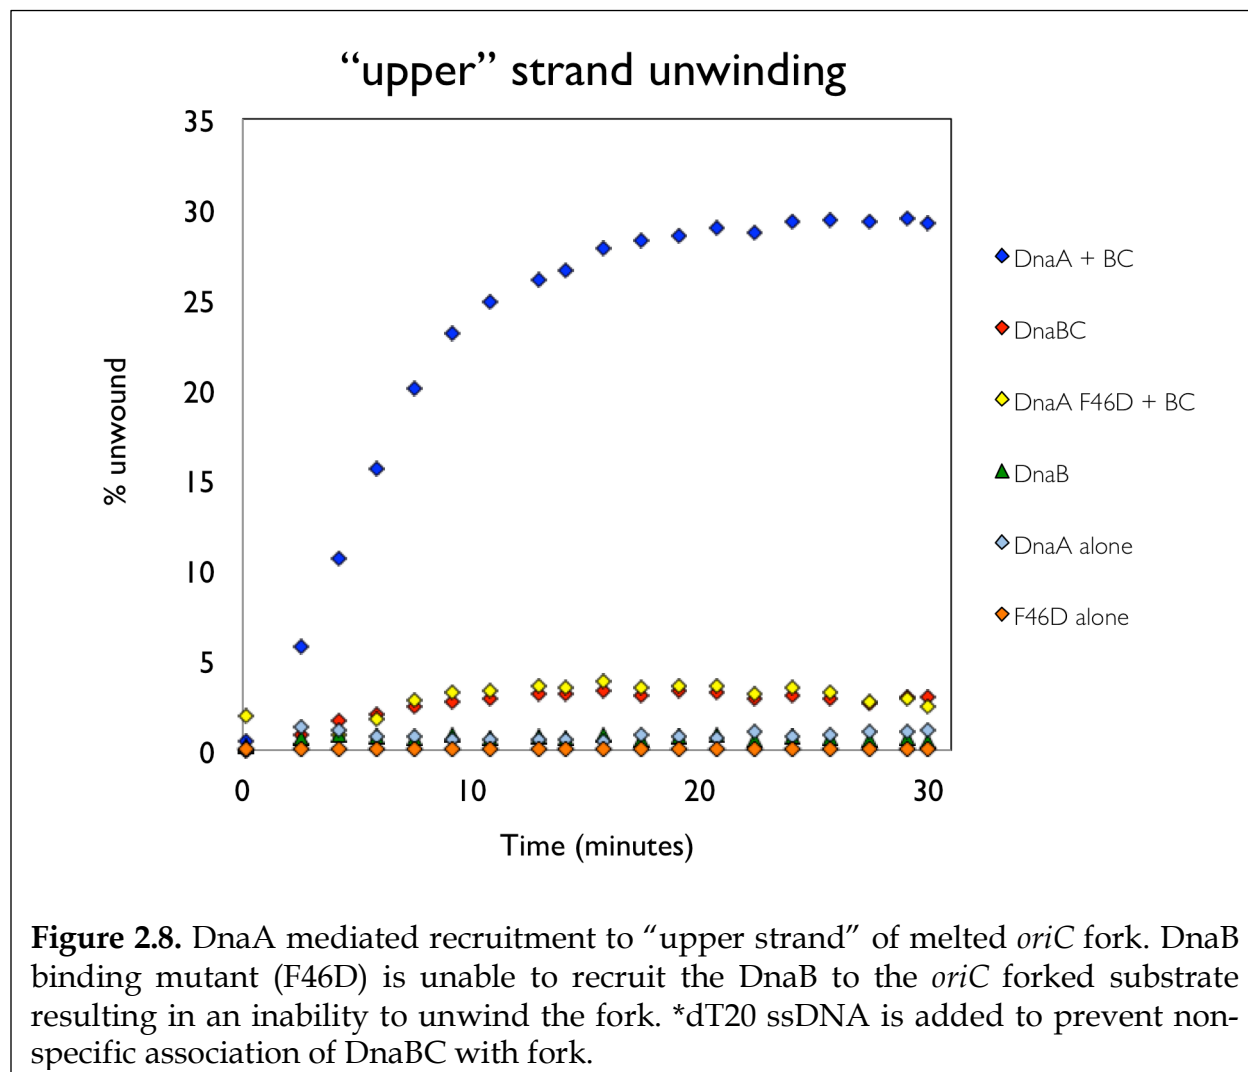 “upper” strand unwinding
35
30
25
20
15
10
5
0
% unwound
0 10 20 30
Time (minutes)
DnaA + BC
DnaBC
DnaA F46D + BC
DnaB
DnaA alone
F46D alone
Figure 2.8. DnaA mediated recruitment to “upper strand” of melted oriC fork. DnaB
binding mutant (F46D) is unable to recruit the DnaB to the oriC forked substrate
resulting in an inability to unwind the fork. *dT20 ssDNA is added to prevent non-
specific association of DnaBC with fork.